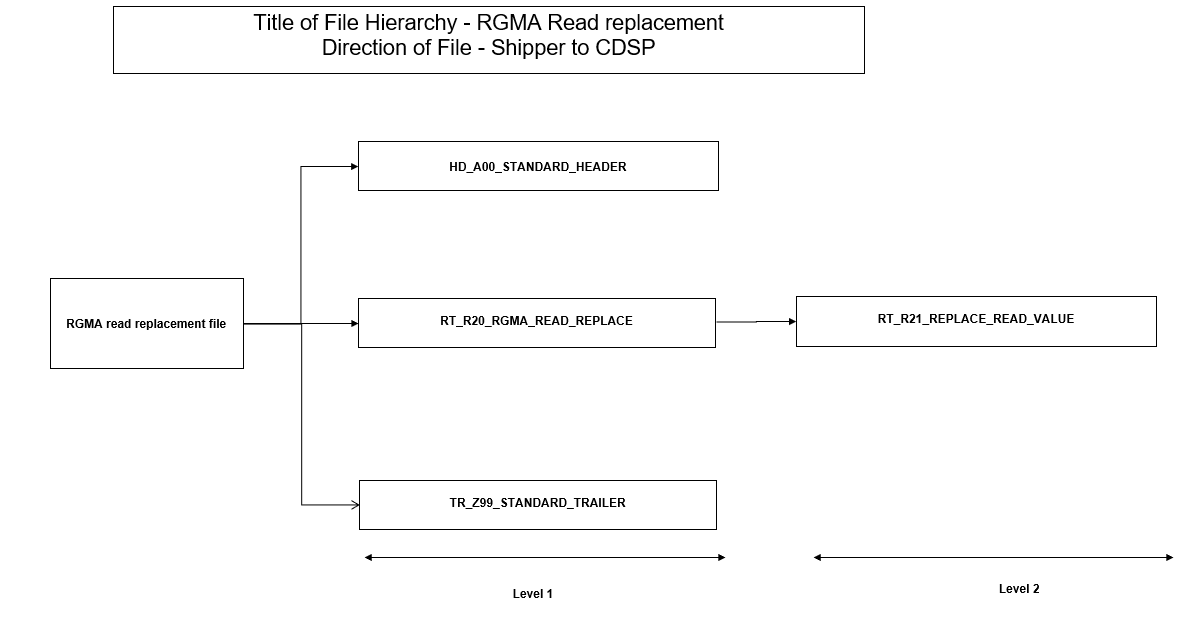 Title of File Hierarchy - RGMA Read replacement
Direction of File - Shipper to CDSP
HD_A00_STANDARD_HEADER
RGMA read replacement file
RT_R20_RGMA_READ_REPLACE
RT_R21_REPLACE_READ_VALUE
TR_Z99_STANDARD_TRAILER
Level 1
Level 2